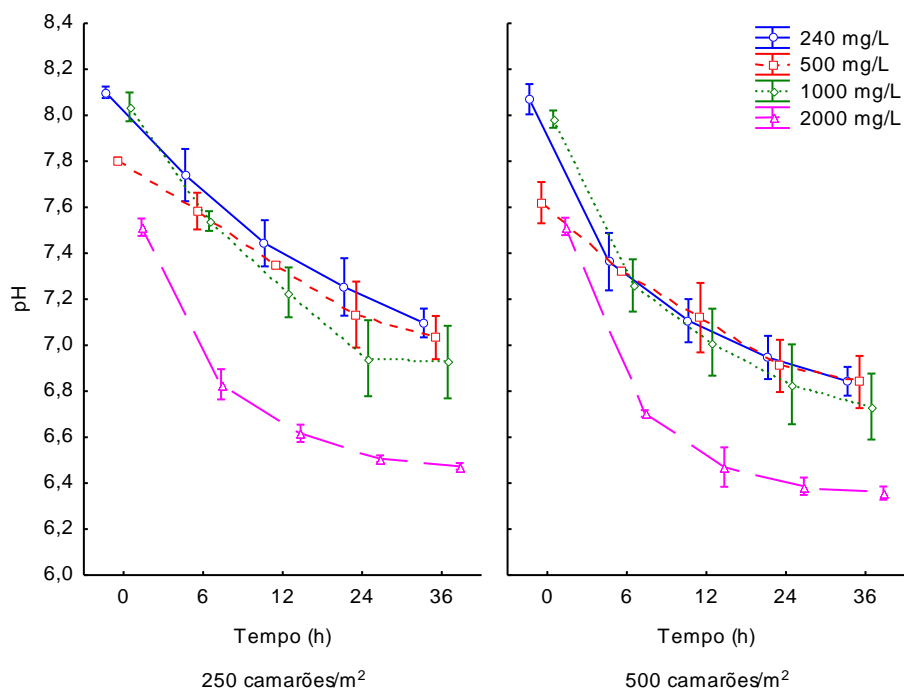 8,4
8,2
8,0
7,8
7,6
7,4
7,2
7,0
6,8
6,6
6,4
6,2
6,0
pH
240 mg/L
500 mg/L
1000 mg/L
2000 mg/L
0 6 12 24 36
0 6 12 24 36
Tempo (h)
Tempo (h)
250 camarões/m²
500 camarões/m²